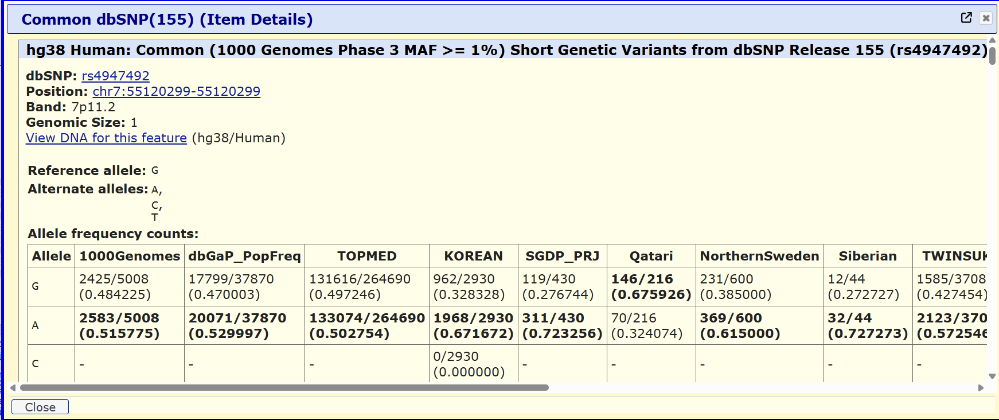 Common dbSNP(155) (Item Details)
hg38 Human: Common (1000 Genomes Phase 3 MAF >= 1%) Short Genetic Variants from dbSNP Release 155 (rs4947492)
dbSNP: rs4947492
Position: chr7:55120299-55120299
Band: 7p11.2
Genomic Size: 1
View DNA for this feature (hg38/Human)
Reference allele: G
Alternate alleles: A,
C,
T
Allele frequency counts:
Allele 1000Genomes dbGaP_PopFreq TOPMED KOREAN SGDP_PRJ Qatari NorthernSweden Siberian TWINSUK
G 2425/5008 17799/37870 131616/264690 962/2930 119/430 146/216 231/600 12/44 1585/3708
(0.484225) (0.470003) (0.497246) (0.328328) (0.276744) (0.675926) (0.385000) (0.272727) (0.427454)
A 2583/5008 20071/37870 133074/264690 1968/2930 311/430 70/216 369/600 32/44 2123/370
(0.515775) (0.529997) (0.502754) (0.671672) (0.723256) (0.324074) (0.615000) (0.727273) (0.572546
C - - - 0/2930 - - - - -
(0.000000)
Close